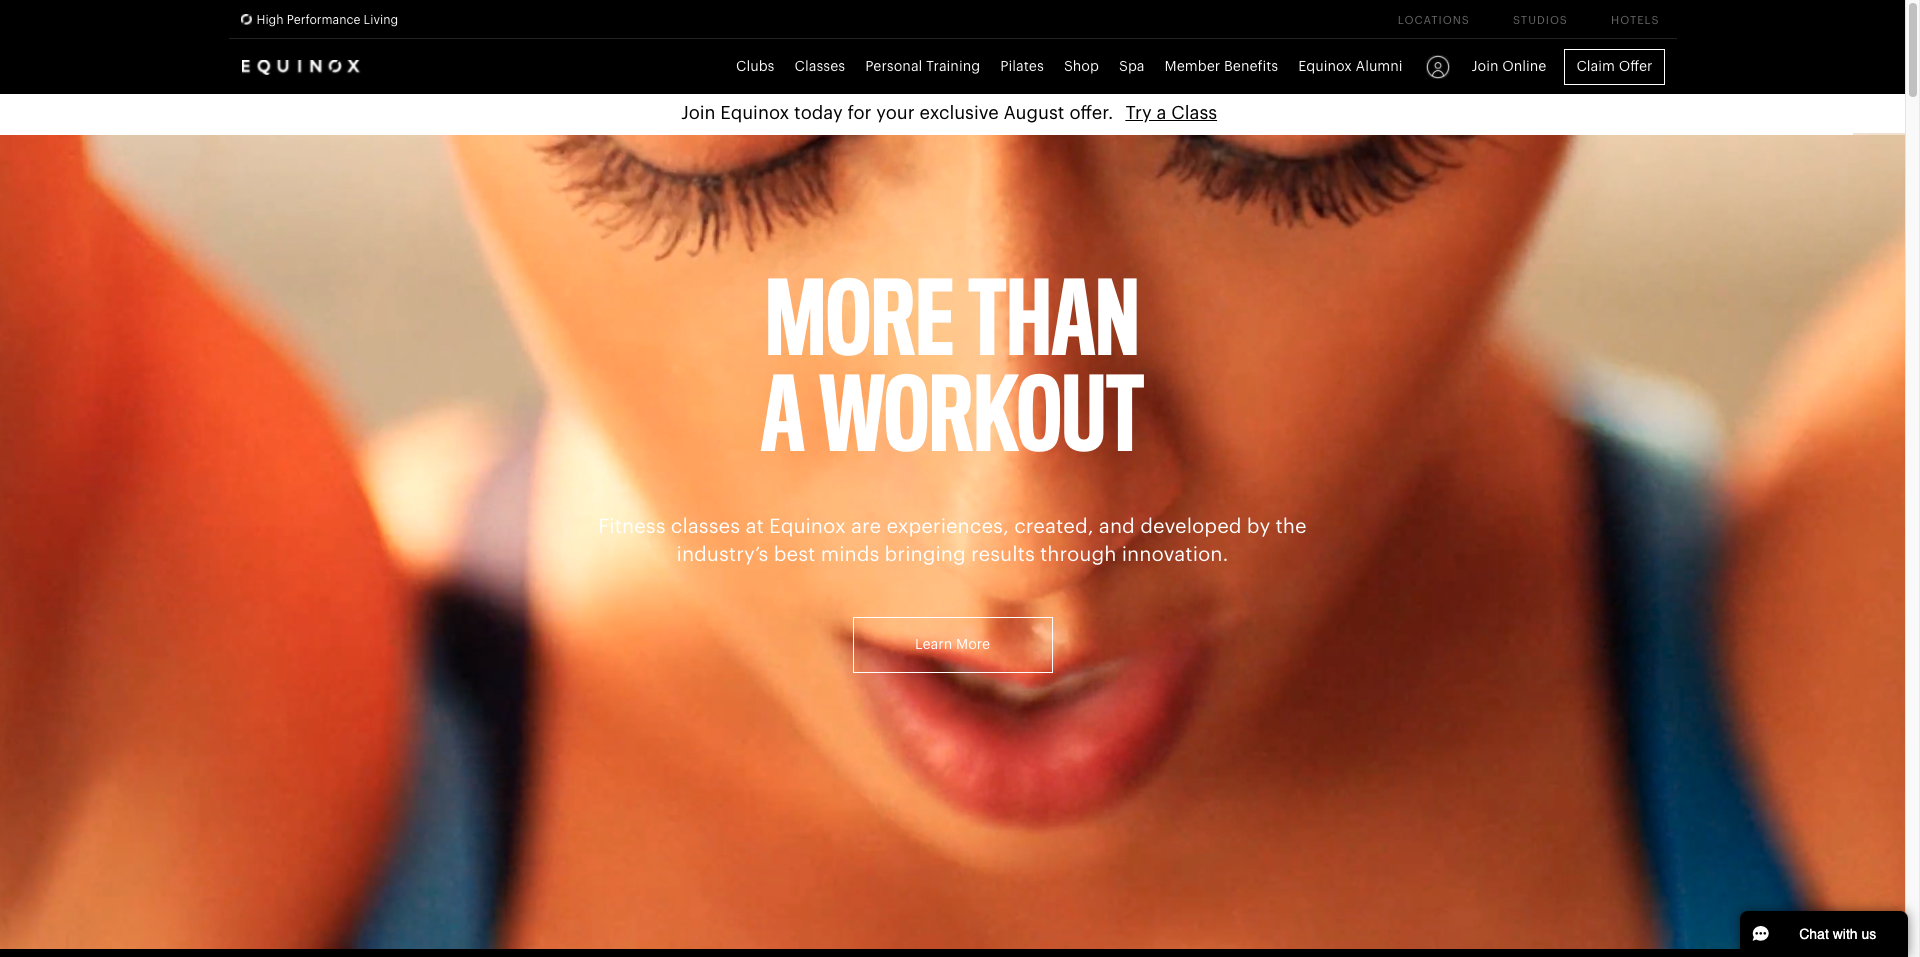 High Performance Living
LOCATIONS STUDIOS HOTELS
EQUINOX
Clubs Classes Personal Training Pilates Shop Spa Member Benefits Equinox Alumni Join Online Claim Offer
Join Equinox today for your exclusive August offer. Try a Class
MORE THAN
A WORKOUT
Fitness classes at Equinox are experiences, created, and developed by the
industry’s best minds bringing results through innovation.
Learn More
Chat with us